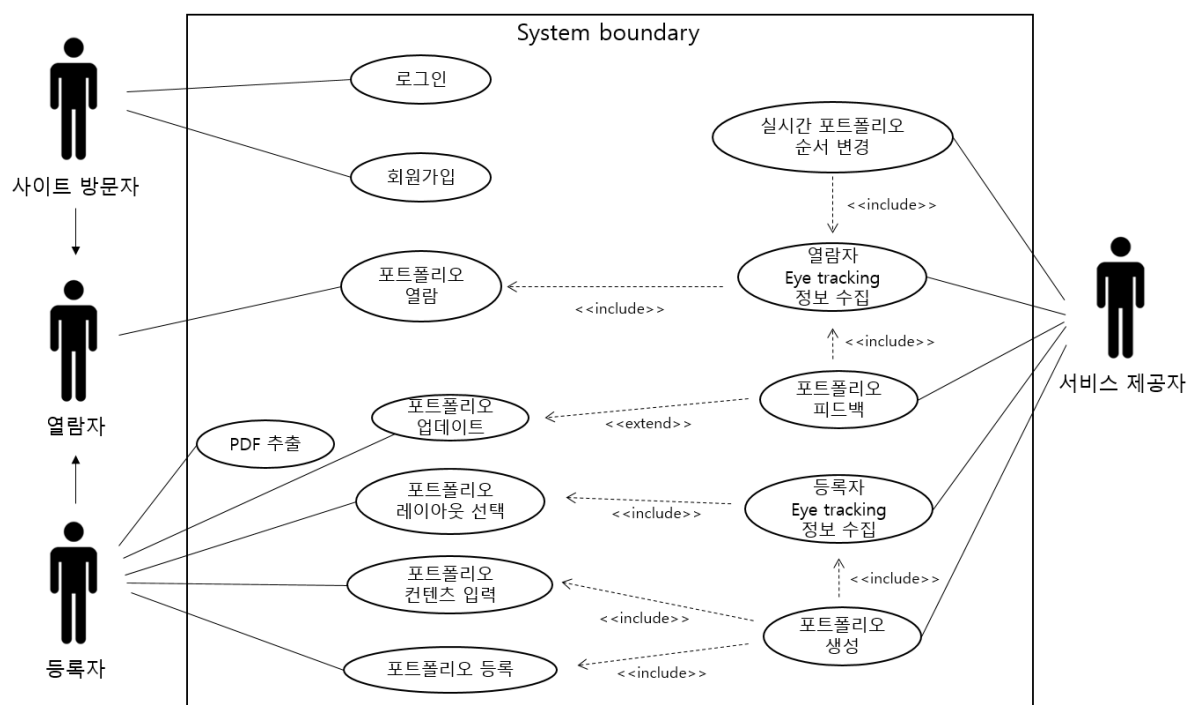 System boundary
로그인
실시간 포트폴리오
순서 변경
사이트 방문자
회원가입
<<include>>
포트폴리오
열람
열람자
Eye tracking
정보 수집
<<include>>
<<include>>
서비스 제공자
열람자
PDF 추출
포트폴리오
업데이트
<<extend>>
포트폴리오
피드백
포트폴리오
레이아웃 선택
<<include>>
등록자
Eye tracking
정보 수집
<<include>>
등록자
포트폴리오
컨텐츠 입력
<<include>>
포트폴리오
생성
포트폴리오 등록
<<include>>